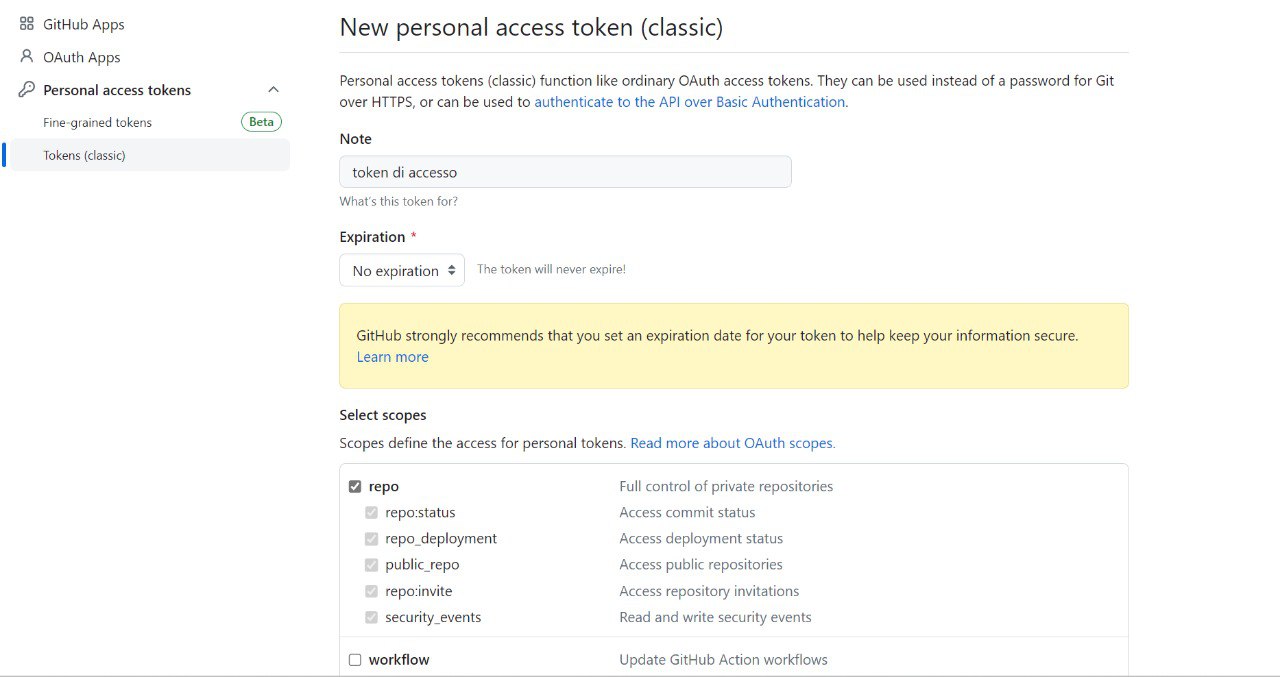 GitHub Apps
OAuth Apps
Personal access tokens
Fine-grained tokens Beta
Tokens (classic)
New personal access token (classic)
Personal access tokens (classic) function like ordinary OAuth access tokens. They can be used instead of a password for Git
over HTTPS, or can be used to authenticate to the API over Basic Authentication.
Note
token di accesso
What's this token for?
Expiration *
No expiration The token will never expire!
GitHub strongly recommends that you set an expiration date for your token to help keep your information secure.
Learn more
Select scopes
Scopes define the access for personal tokens. Read more about OAuth scopes.
repo Full control of private repositories
repo:status Access commit status
repo_deployment Access deployment status
public_repo Access public repositories
repo:invite Access repository invitations
security_events Read and write security events
workflow Update GitHub Action workflows